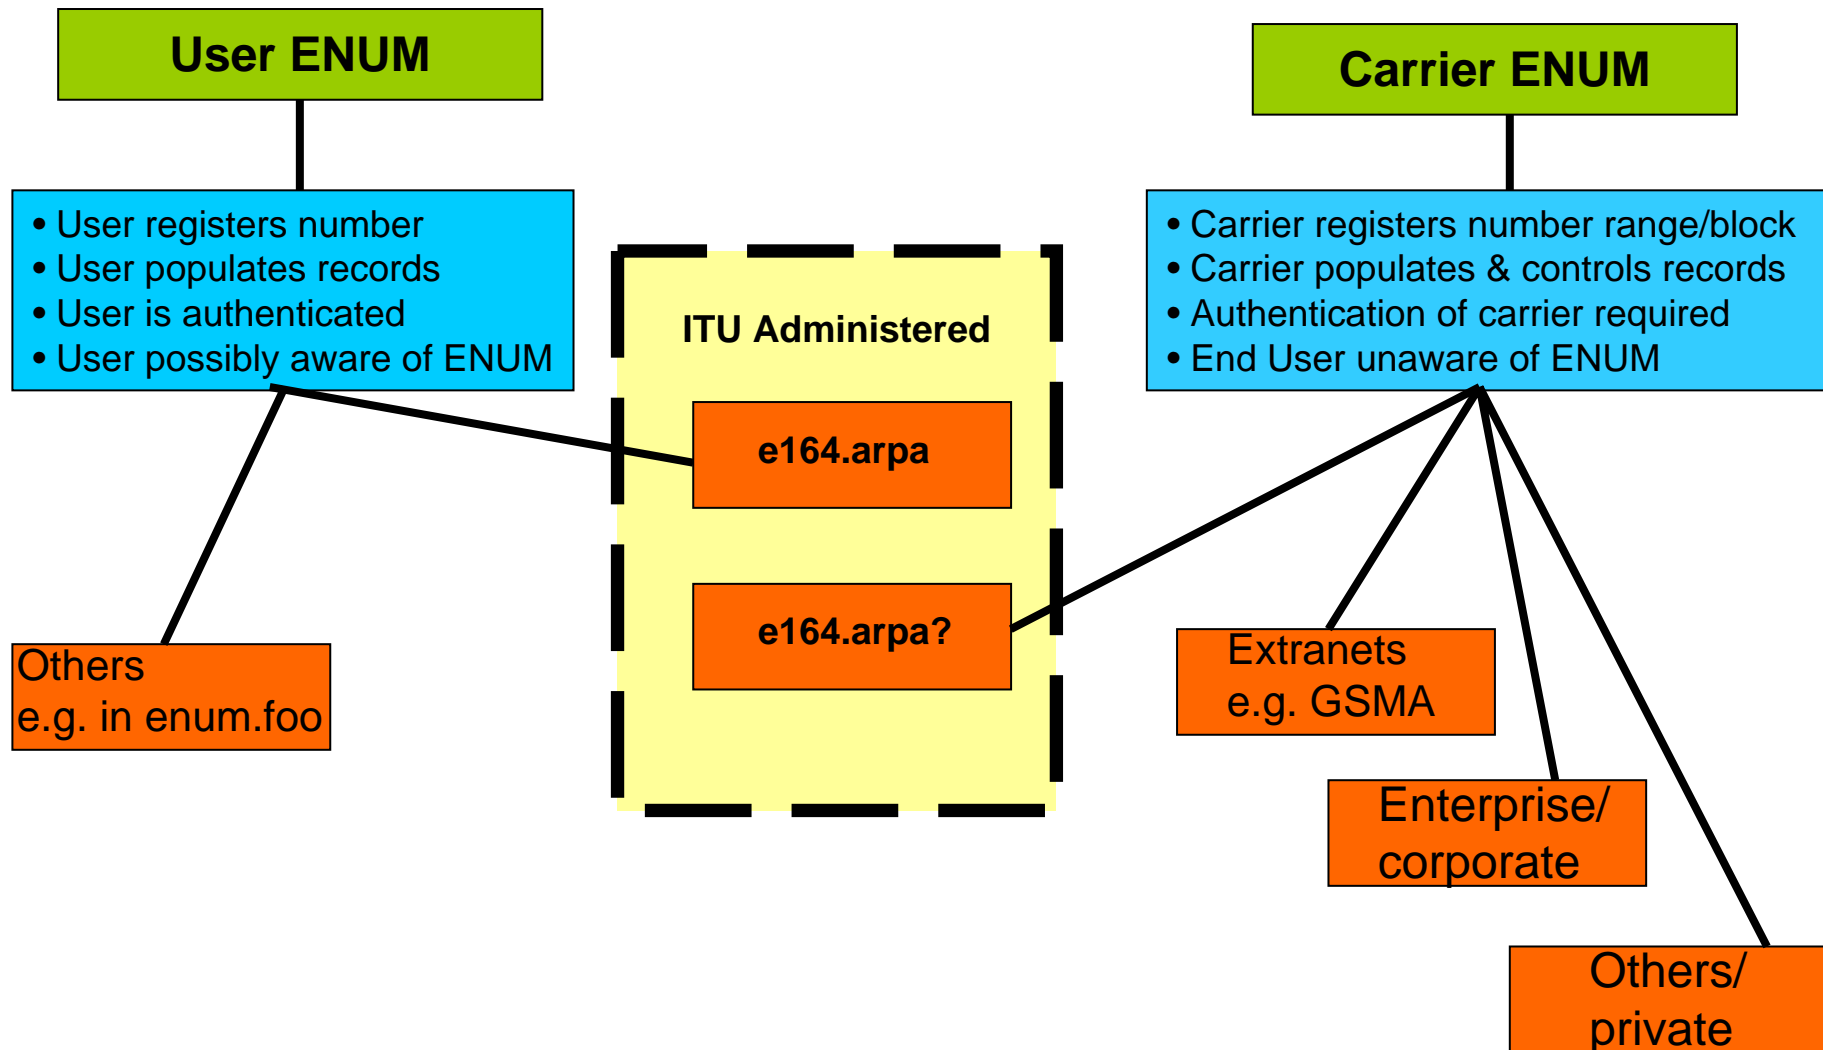 User ENUM
• User registers number
• User populates records
• User is authenticated
• User possibly aware of ENUM
Others
e.g. in enum.foo
ITU Administered
e164.arpa
e164.arpa?
Carrier ENUM
• Carrier registers number range/block
• Carrier populates & controls records
• Authentication of carrier required
• End User unaware of ENUM
Extranets
e.g. GSMA
Enterprise/
corporate
Others/
private